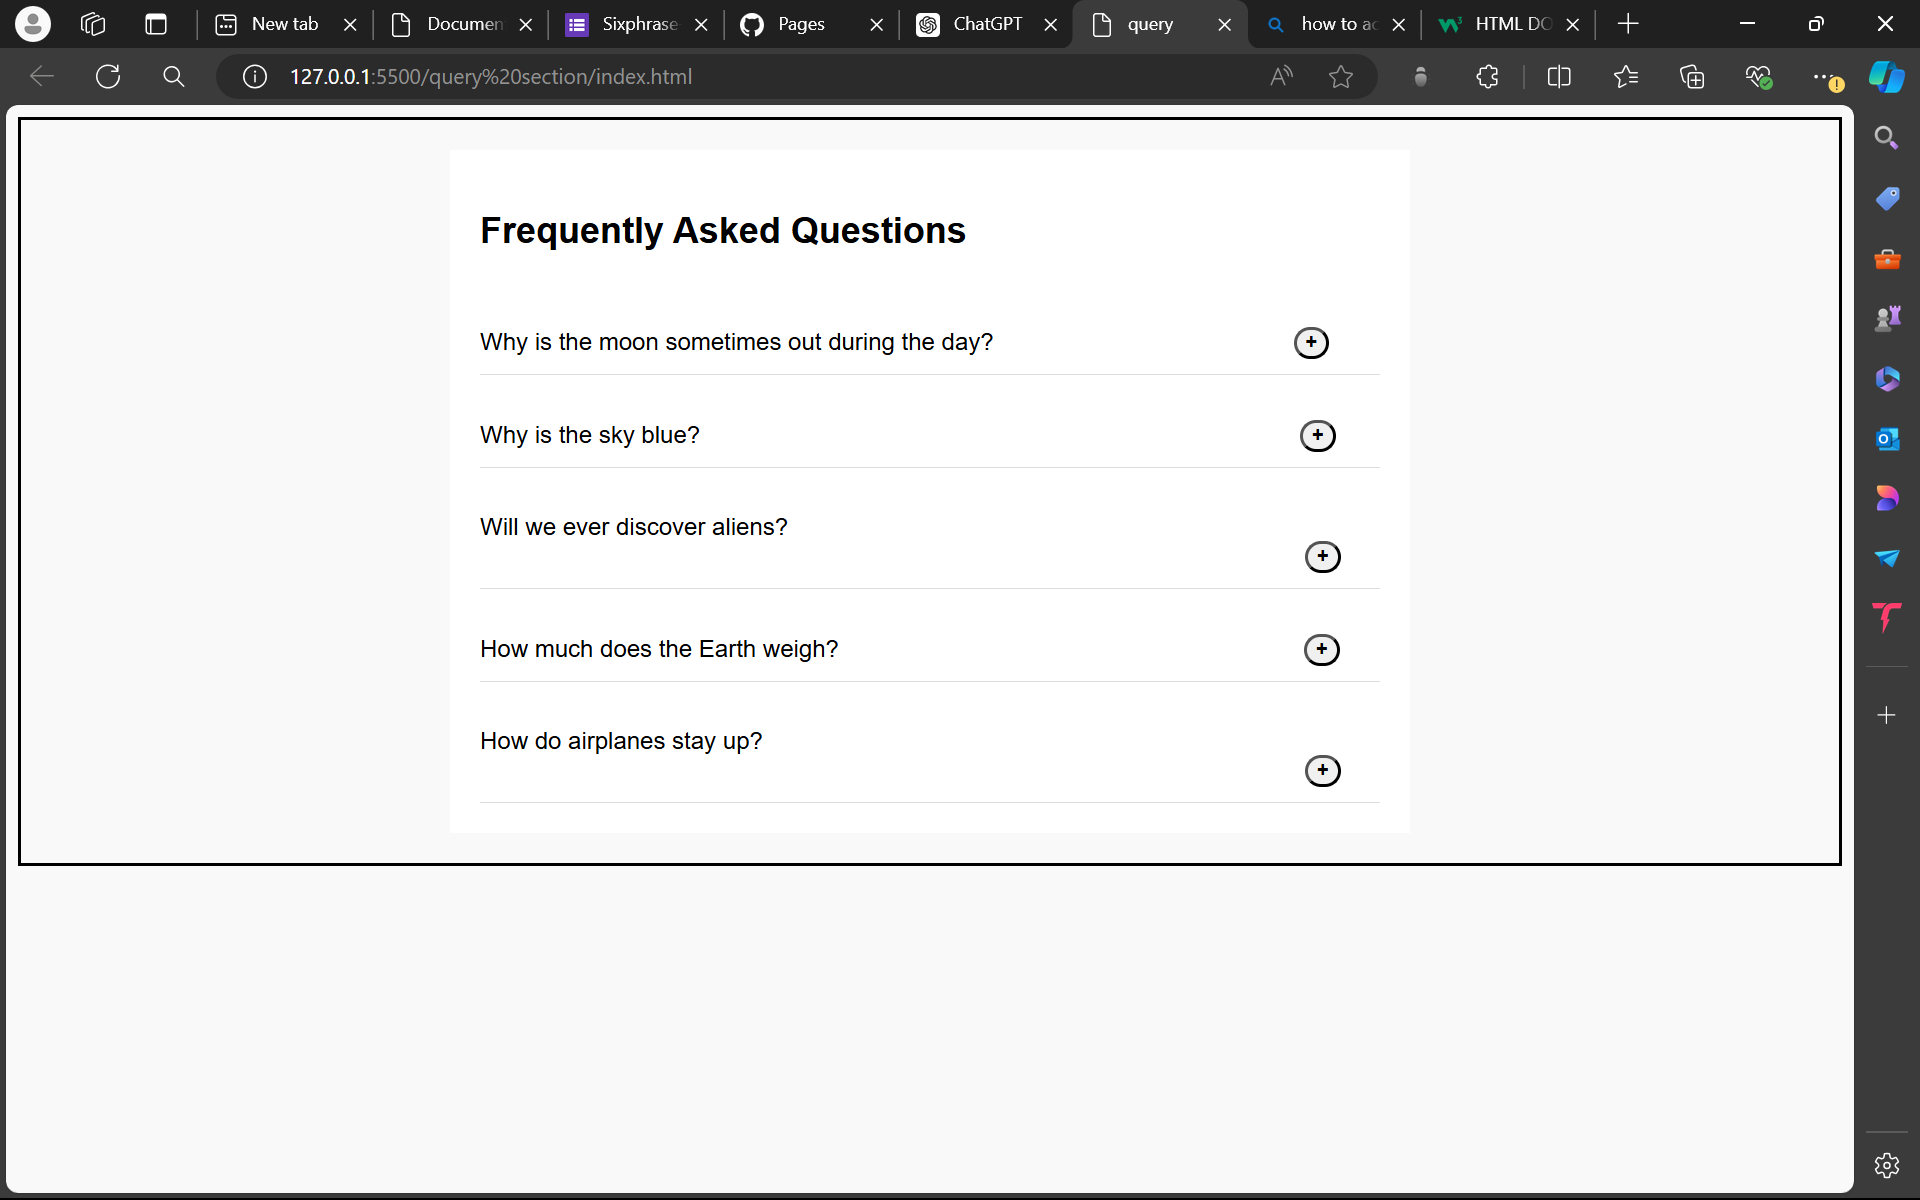 New tab
Documen
Sixphrase
Pages
ChatGPT
query
how to ac
HTML DO
127.0.0.1:5500/query%20section/index.html
Frequently Asked Questions
Why is the moon sometimes out during the day? +
Why is the sky blue? +
Will we ever discover aliens?
+
How much does the Earth weigh? +
How do airplanes stay up?
+